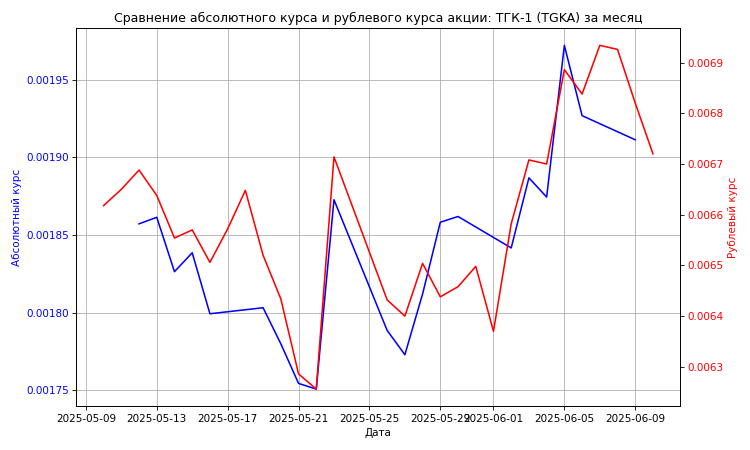 Сравнение абсолютного курса и рублевого курса акции: ТГК-1 (TGKA) за месяц
Абсолютный курс
0.00195
0.00190
0.00185
0.00180
0.00175
0.0069
0.0068
0.0067
0.0066
0.0065
0.0064
0.0063
Рублевый курс
2025-05-09 2025-05-13 2025-05-17 2025-05-21 2025-05-25 2025-05-29 2025-06-01 2025-06-05 2025-06-09
Дата